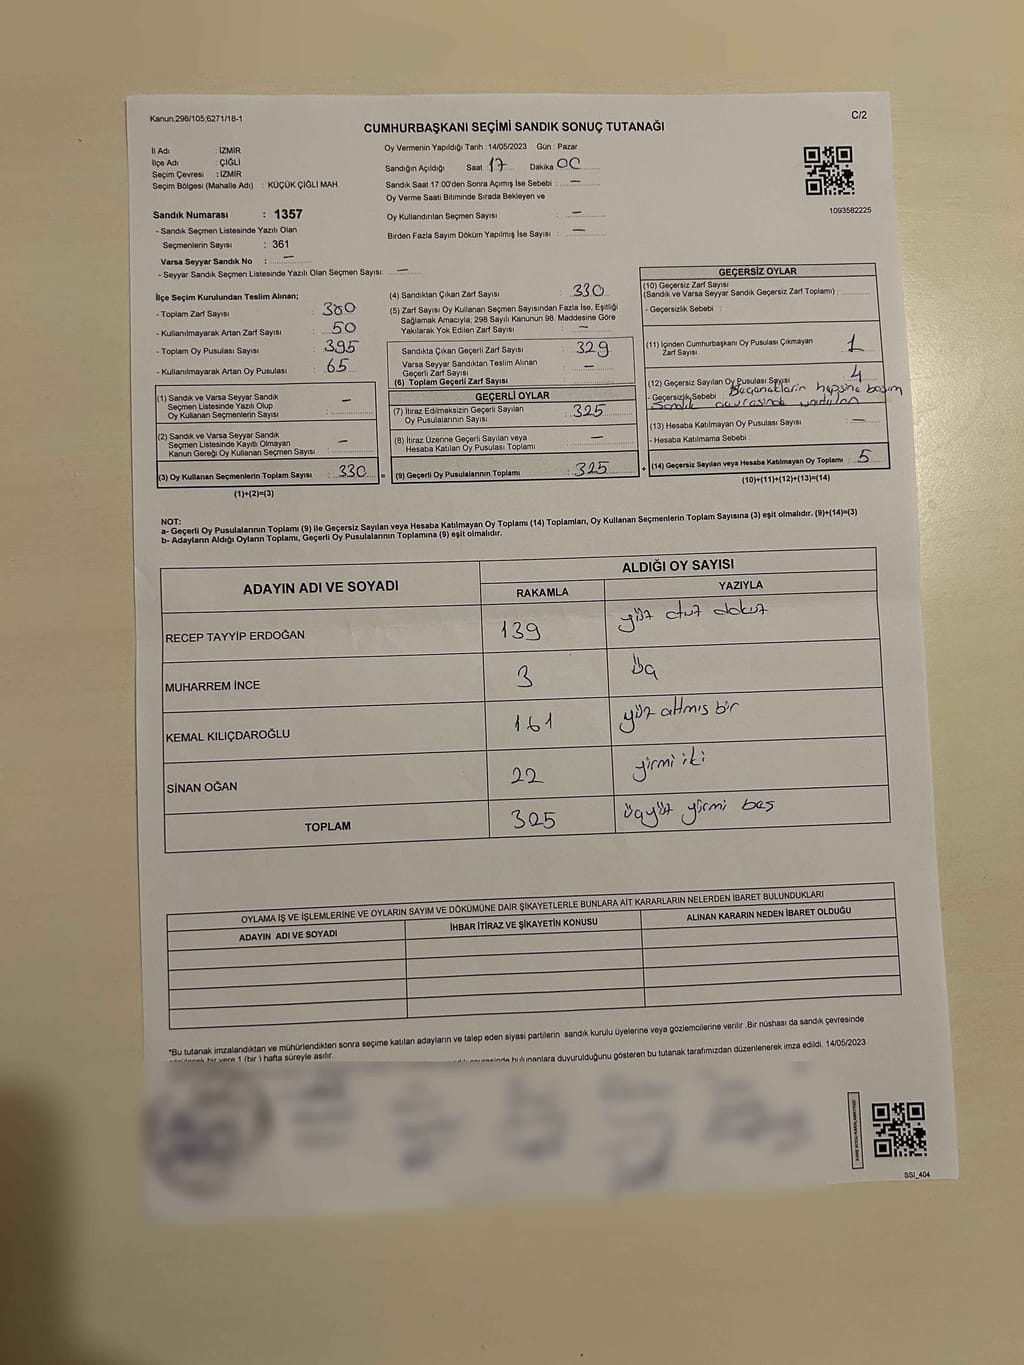 Kanun;298/105,6271/18-1
C/2
CUMHURBAŞKANI SEÇİMİ SANDIK SONUÇ TUTANAĞI
İl Adı : İZMİR
İlçe Adı : ÇİĞLİ
Seçim Çevresi : İZMİR
Seçim Bölgesi (Mahalle Adı) : KÜÇÜK ÇİĞLİ MAH.
Sandık Numarası : 1357
- Sandık Seçmen Listesinde Yazılı Olan
Seçmenlerin Sayısı : 361
Varsa Seyyar Sandık No : —
- Seyyar Sandık Seçmen Listesinde Yazılı Olan Seçmen Sayısı: —
Oy Vermenin Yapıldığı Tarih :14/05/2023 Gün : Pazar
Sandığın Açıldığı Saat 17 Dakika 00
Sandık Saat 17.00'den Sonra Açımış İse Sebebi : —
Oy Verme Saati Bitiminde Sırada Bekleyen ve
Oy Kullandırılan Seçmen Sayısı : —
Birden Fazla Sayım Döküm Yapılmış İse Sayısı : —
1093582225
İlçe Seçim Kurulundan Teslim Alınan;
- Toplam Zarf Sayısı : 380
- Kullanılmayarak Artan Zarf Sayısı : 50
- Toplam Oy Pusulası Sayısı : 395
- Kullanılmayarak Artan Oy Pusulası : 65
(1) Sandık ve Varsa Seyyar Sandık
Seçmen Listesinde Yazılı Olup
Oy Kullanan Seçmenlerin Sayısı : —
(2) Sandık ve Varsa Seyyar Sandık
Seçmen Listesinde Kayıtlı Olmayan
Kanun Gereği Oy Kullanan Seçmen Sayısı : —
(3) Oy Kullanan Seçmenlerin Toplam Sayısı : 330
(1)+(2)=(3)
(4) Sandıktan Çıkan Zarf Sayısı : 330
(5) Zarf Sayısı Oy Kullanan Seçmen Sayısından Fazla İse, Eşitliği
Sağlamak Amacıyla, 298 Sayılı Kanunun 98. Maddesine Göre
Yakılarak Yok Edilen Zarf Sayısı : —
Sandıkta Çıkan Geçerli Zarf Sayısı : 329
Varsa Seyyar Sandıktan Teslim Alınan
Geçerli Zarf Sayısı : —
(6) Toplam Geçerli Zarf Sayısı :
GEÇERLİ OYLAR
(7) İtiraz Edilmeksizin Geçerli Sayılan
Oy Pusulalarının Sayısı : 325
(8) İtiraz Üzerine Geçerli Sayılan veya
Hesaba Katılan Oy Pusulası Toplamı : —
= (9) Geçerli Oy Pusulalarının Toplamı : 325
GEÇERSİZ OYLAR
(10) Geçersiz Zarf Sayısı
(Sandık ve Varsa Seyyar Sandık Geçersiz Zarf Toplamı) :
- Geçersizlik Sebebi :
(11) İçinden Cumhurbaşkanı Oy Pusulası Çıkmayan
Zarf Sayısı : 1
(12) Geçersiz Sayılan Oy Pusulası Sayısı : 4
- Geçersizlik Sebebi : hepsine
(13) Hesaba Katılmayan Oy Pusulası Sayısı : —
- Hesaba Katılmama Sebebi :
+ (14) Geçersiz Sayılan veya Hesaba Katılmayan Oy Toplamı : 5
(10)+(11)+(12)+(13)=(14)
NOT:
a- Geçerli Oy Pusulalarının Toplamı (9) ile Geçersiz Sayılan veya Hesaba Katılmayan Oy Toplamı (14) Toplamları, Oy Kullanan Seçmenlerin Toplam Sayısına (3) eşit olmalıdır. (9)+(14)=(3)
b- Adayların Aldığı Oyların Toplamı, Geçerli Oy Pusulalarının Toplamına (9) eşit olmalıdır.
ADAYIN ADI VE SOYADI
ALDIĞI OY SAYISI
RAKAMLA
YAZIYLA
RECEP TAYYİP ERDOĞAN 139 yüz otuz dokuz
MUHARREM İNCE 3 üç
KEMAL KILIÇDAROĞLU 161 yüz altmış bir
SİNAN OĞAN 22 yirmi iki
TOPLAM 325 üçyüz yirmi beş
OYLAMA İŞ VE İŞLEMLERİNE VE OYLARIN SAYIM VE DÖKÜMÜNE DAİR ŞİKAYETLERLE BUNLARA AİT KARARLARIN NELERDEN İBARET BULUNDUKLARI
ADAYIN ADI VE SOYADI
İHBAR İTİRAZ VE ŞİKAYETİN KONUSU
ALINAN KARARIN NEDEN İBARET OLDUĞU
*Bu tutanak imzalandıktan ve mühürlendikten sonra seçime katılan adayların ve talep eden siyasi partilerin sandık kurulu üyelerine veya gözlemcilerine verilir .Bir nüshası da sandık çevresinde
bir yere 1 (bir ) hafta süreyle asılır.
bulunanlara duyurulduğunu gösteren bu tutanak tarafımızdan düzenlenerek imza edildi. 14/05/2023
SSI_404